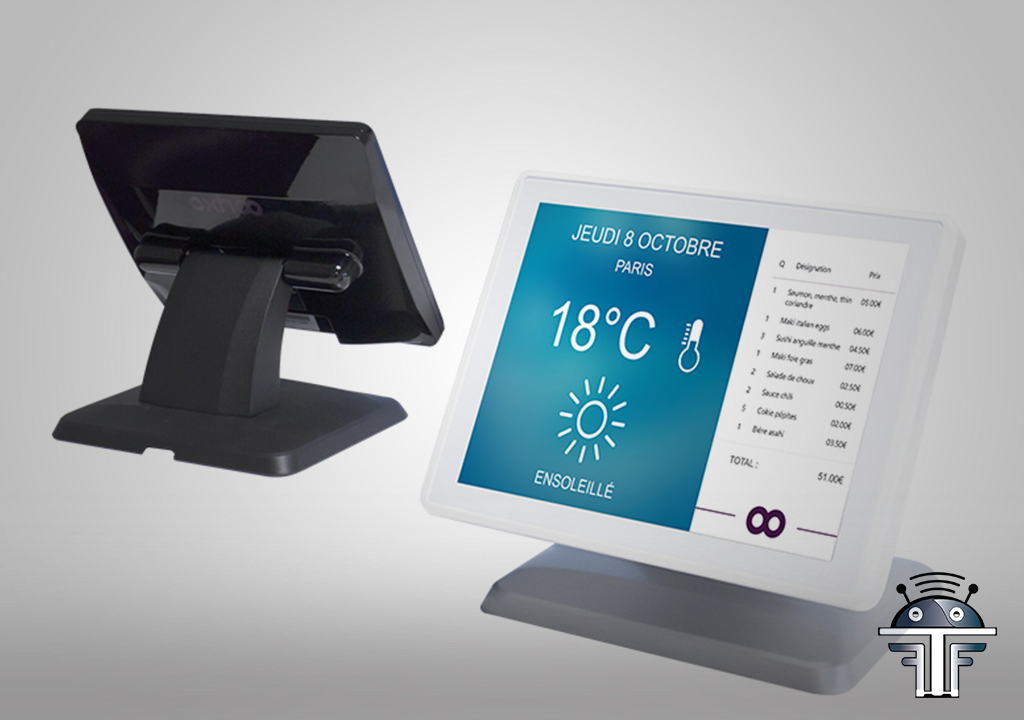 JEUDI 8 OCTOBRE
PARIS
18°C
ENSOLEILLÉ
Q Designation Prix
1 Saumon, menthe, thin coriandre 05.00€
1 Maki italian eggs 06.00€
3 Sushi anguille menthe 04.50€
1 Maki foie gras 07.00€
2 Salade de choux 02.50€
2 Sauce chili 00.50€
5 Cokie pépites 02.00€
1 Bière asahi 03.50€
TOTAL : 51.00€